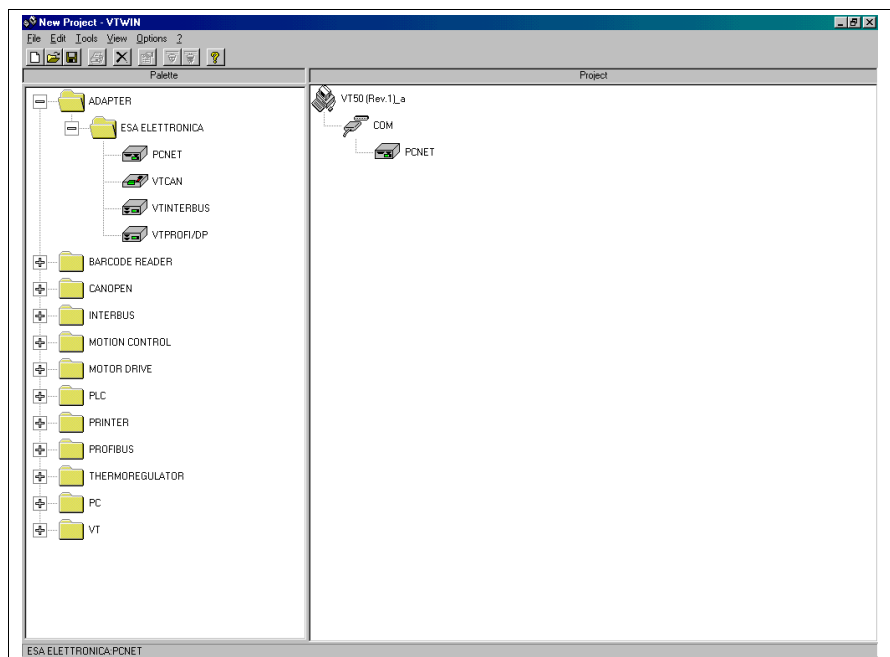 New Project - VTWIN
File Edit Tools View Options ?
Palette
Project
ADAPTER
ESA ELETTRONICA
PCNET
VTCAN
VTINTERBUS
VTPROFI/DP
BARCODE READER
CANOPEN
INTERBUS
MOTION CONTROL
MOTOR DRIVE
PLC
PRINTER
PROFIBUS
THERMOREGULATOR
PC
VT
VT50 (Rev.1)_a
COM
PCNET
ESA ELETTRONICA:PCNET